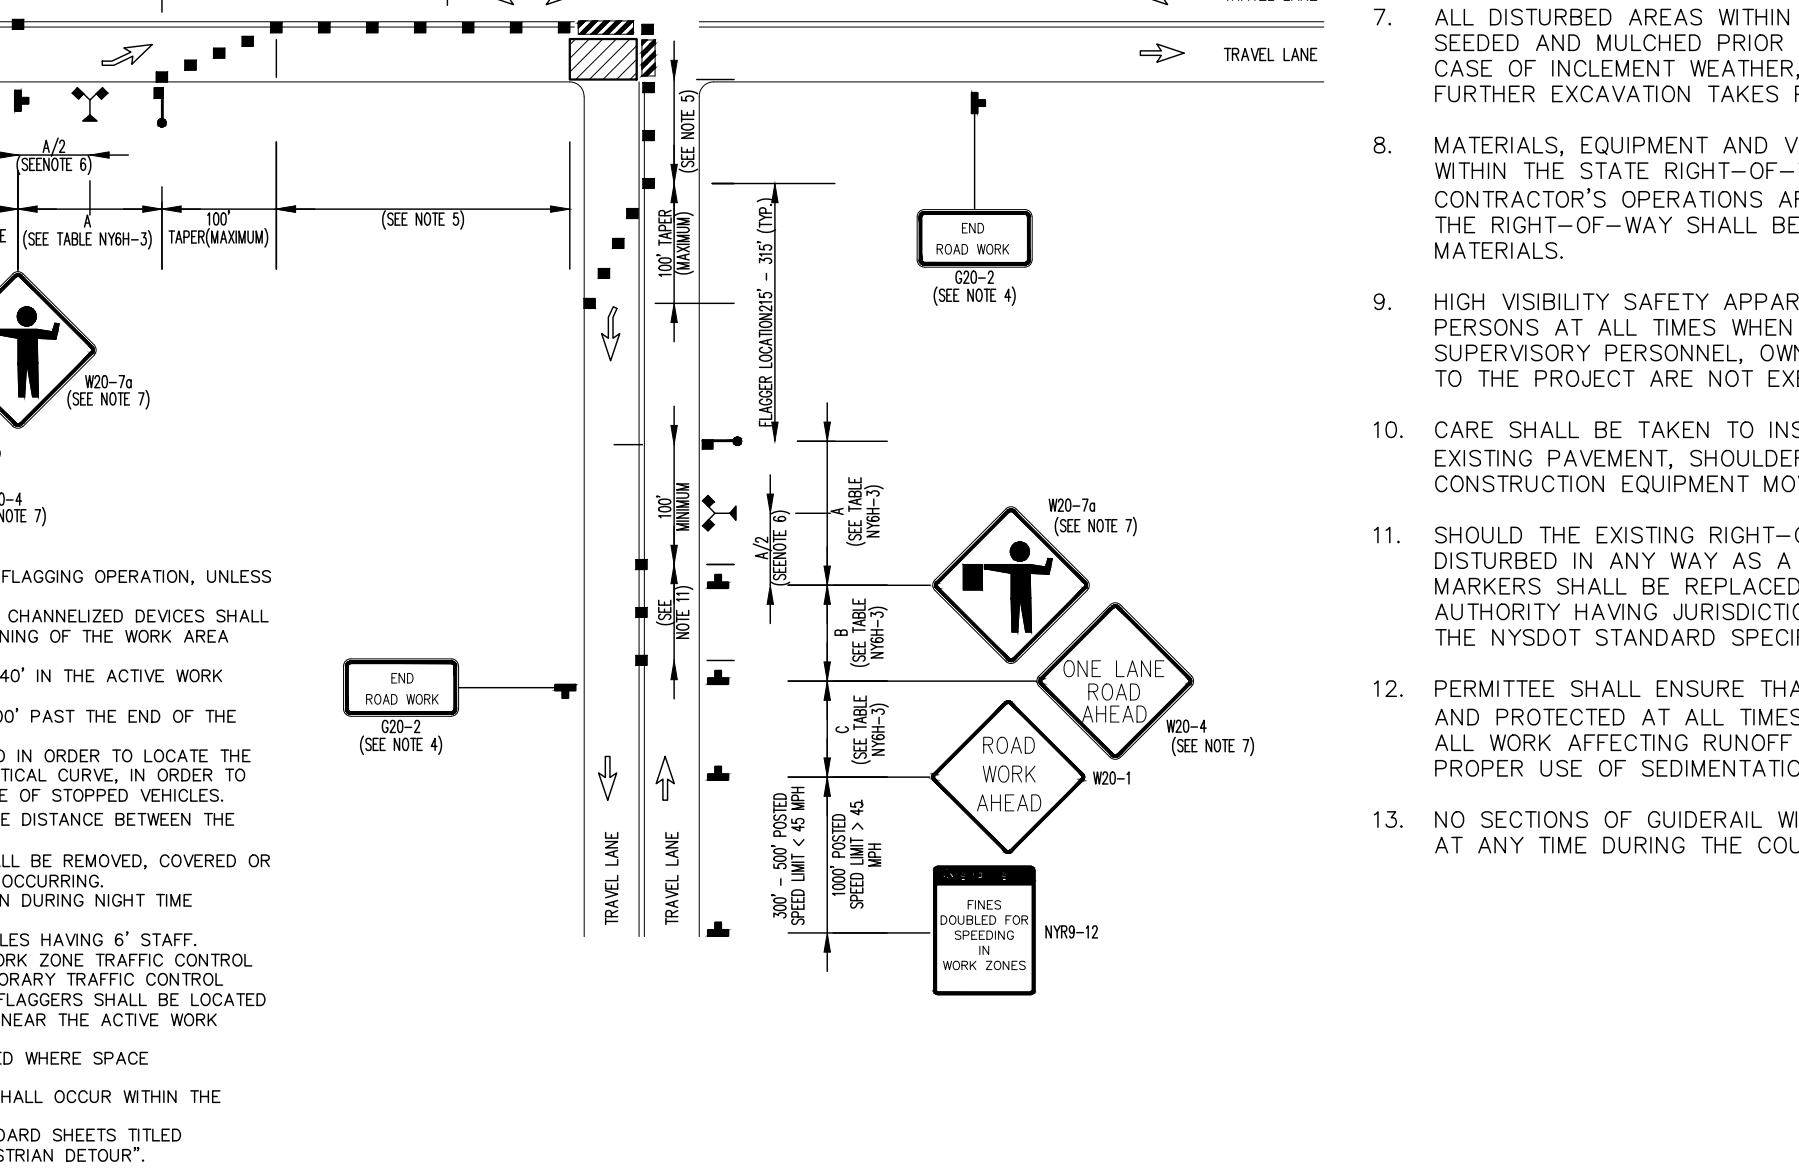 TRAVEL LANE
(SEE NOTE 5)
A/2
(SEENOTE 6)
A
(SEE TABLE NY6H-3)
100'
TAPER(MAXIMUM)
(SEE NOTE 5)
100' TAPER
(MAXIMUM)
FLAGGER LOCATION215' - 315' (TYP.)
END
ROAD WORK
G20-2
(SEE NOTE 4)
W20-7a
(SEE NOTE 7)
0-4
NOTE 7)
100'
MINIMUM
A/2
(SEENOTE 6)
A
(SEE TABLE
NY6H-3)
W20-7a
(SEE NOTE 7)
(SEE
NOTE 11)
B
(SEE TABLE
NY6H-3)
ONE LANE
ROAD
AHEAD
W20-4
(SEE NOTE 7)
END
ROAD WORK
G20-2
(SEE NOTE 4)
C
(SEE TABLE
NY6H-3)
ROAD
WORK
AHEAD
W20-1
TRAVEL LANE
TRAVEL LANE
300' - 500' POSTED
SPEED LIMIT < 45 MPH
1000' POSTED
SPEED LIMIT > 45
MPH
FINES
DOUBLED FOR
SPEEDING
IN
WORK ZONES
NYR9-12
FLAGGING OPERATION, UNLESS
CHANNELIZED DEVICES SHALL
NING OF THE WORK AREA
40' IN THE ACTIVE WORK
00' PAST THE END OF THE
D IN ORDER TO LOCATE THE
TICAL CURVE, IN ORDER TO
E OF STOPPED VEHICLES.
E DISTANCE BETWEEN THE
ALL BE REMOVED, COVERED OR
OCCURRING.
N DURING NIGHT TIME
LES HAVING 6' STAFF.
ORK ZONE TRAFFIC CONTROL
ORARY TRAFFIC CONTROL
FLAGGERS SHALL BE LOCATED
NEAR THE ACTIVE WORK
ED WHERE SPACE
SHALL OCCUR WITHIN THE
DARD SHEETS TITLED
STRIAN DETOUR".
7. ALL DISTURBED AREAS WITHIN
SEEDED AND MULCHED PRIOR
CASE OF INCLEMENT WEATHER,
FURTHER EXCAVATION TAKES
8. MATERIALS, EQUIPMENT AND V
WITHIN THE STATE RIGHT-OF-
CONTRACTOR'S OPERATIONS AR
THE RIGHT-OF-WAY SHALL BE
MATERIALS.
9. HIGH VISIBILITY SAFETY APPAR
PERSONS AT ALL TIMES WHEN
SUPERVISORY PERSONNEL, OWN
TO THE PROJECT ARE NOT EXE
10. CARE SHALL BE TAKEN TO INS
EXISTING PAVEMENT, SHOULDER
CONSTRUCTION EQUIPMENT MOV
11. SHOULD THE EXISTING RIGHT-O
DISTURBED IN ANY WAY AS A
MARKERS SHALL BE REPLACED
AUTHORITY HAVING JURISDICTIO
THE NYSDOT STANDARD SPECIF
12. PERMITTEE SHALL ENSURE THA
AND PROTECTED AT ALL TIMES
ALL WORK AFFECTING RUNOFF
PROPER USE OF SEDIMENTATIO
13. NO SECTIONS OF GUIDERAIL WI
AT ANY TIME DURING THE COU